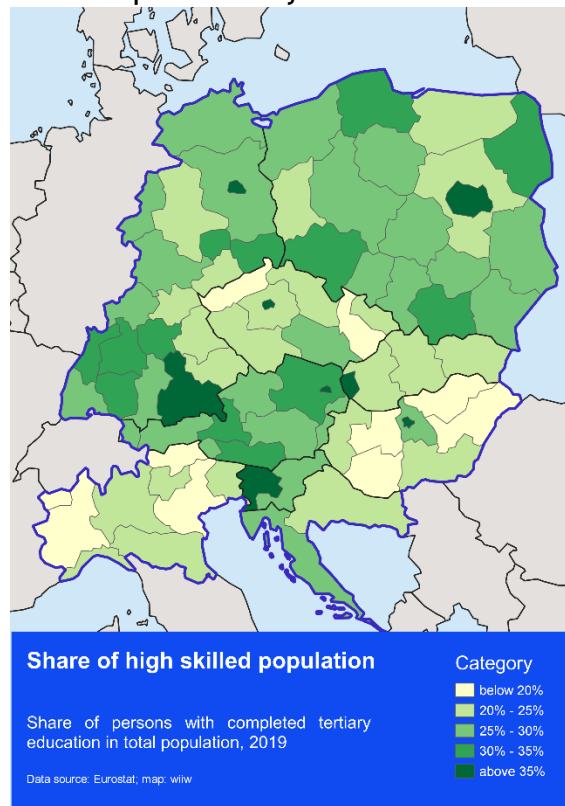 Share of high skilled population
Share of persons with completed tertiary
education in total population, 2019
Data source: Eurostat; map: wiiw
Category
below 20%
20% - 25%
25% - 30%
30% - 35%
above 35%